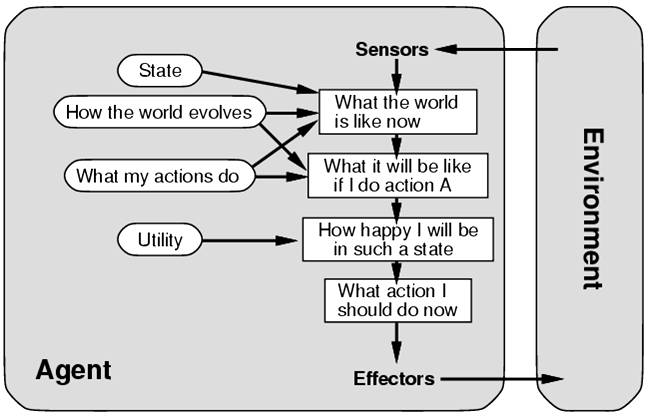 Sensors
State
How the world evolves
What the world
is like now
What my actions do
What it will be like
if I do action A
Utility
How happy I will be
in such a state
What action I
should do now
Agent
Effectors
Environment